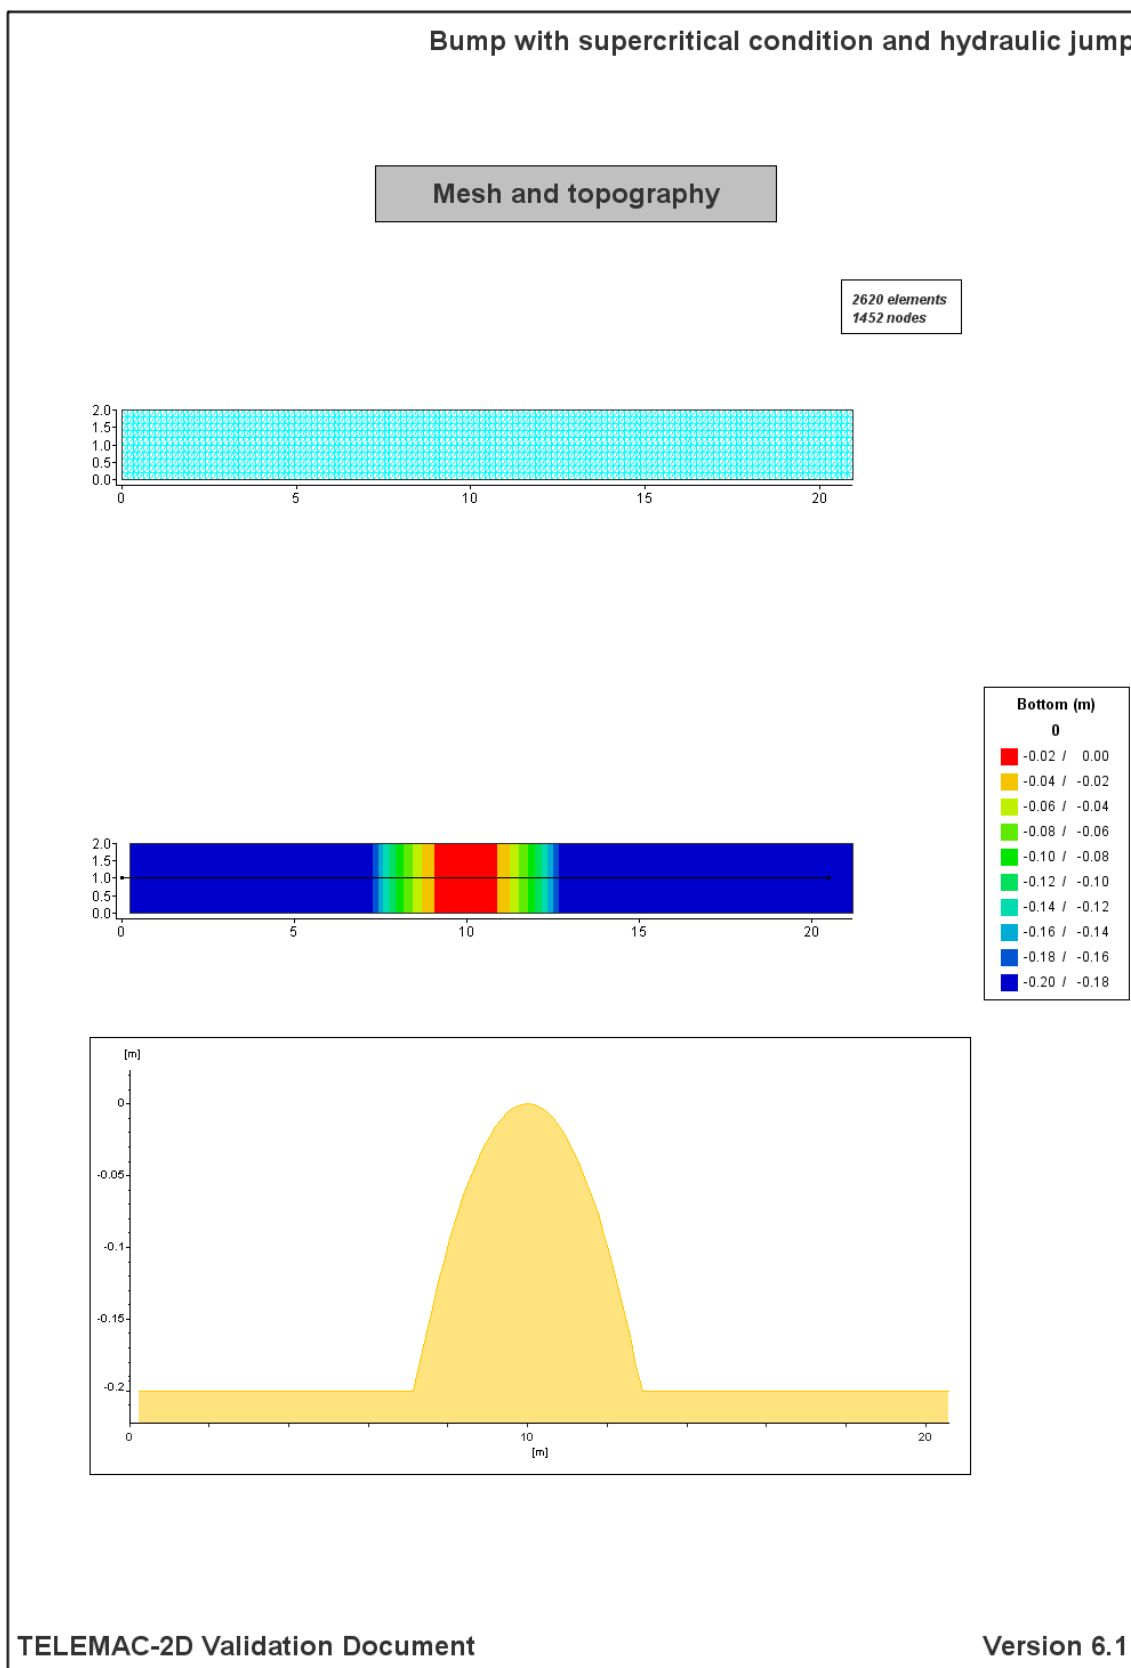 Bump with supercritical condition and hydraulic jump
Mesh and topography
2620 elements
1452 nodes
2.0
1.5
1.0
0.5
0.0
0 5 10 15 20
Bottom (m)
0
-0.02 / 0.00
-0.04 / -0.02
-0.06 / -0.04
-0.08 / -0.06
-0.10 / -0.08
-0.12 / -0.10
-0.14 / -0.12
-0.16 / -0.14
-0.18 / -0.16
-0.20 / -0.18
2.0
1.5
1.0
0.5
0.0
0 5 10 15 20
[m]
0
-0.05
-0.1
-0.15
-0.2
0 10 20
[m]
TELEMAC-2D Validation Document Version 6.1